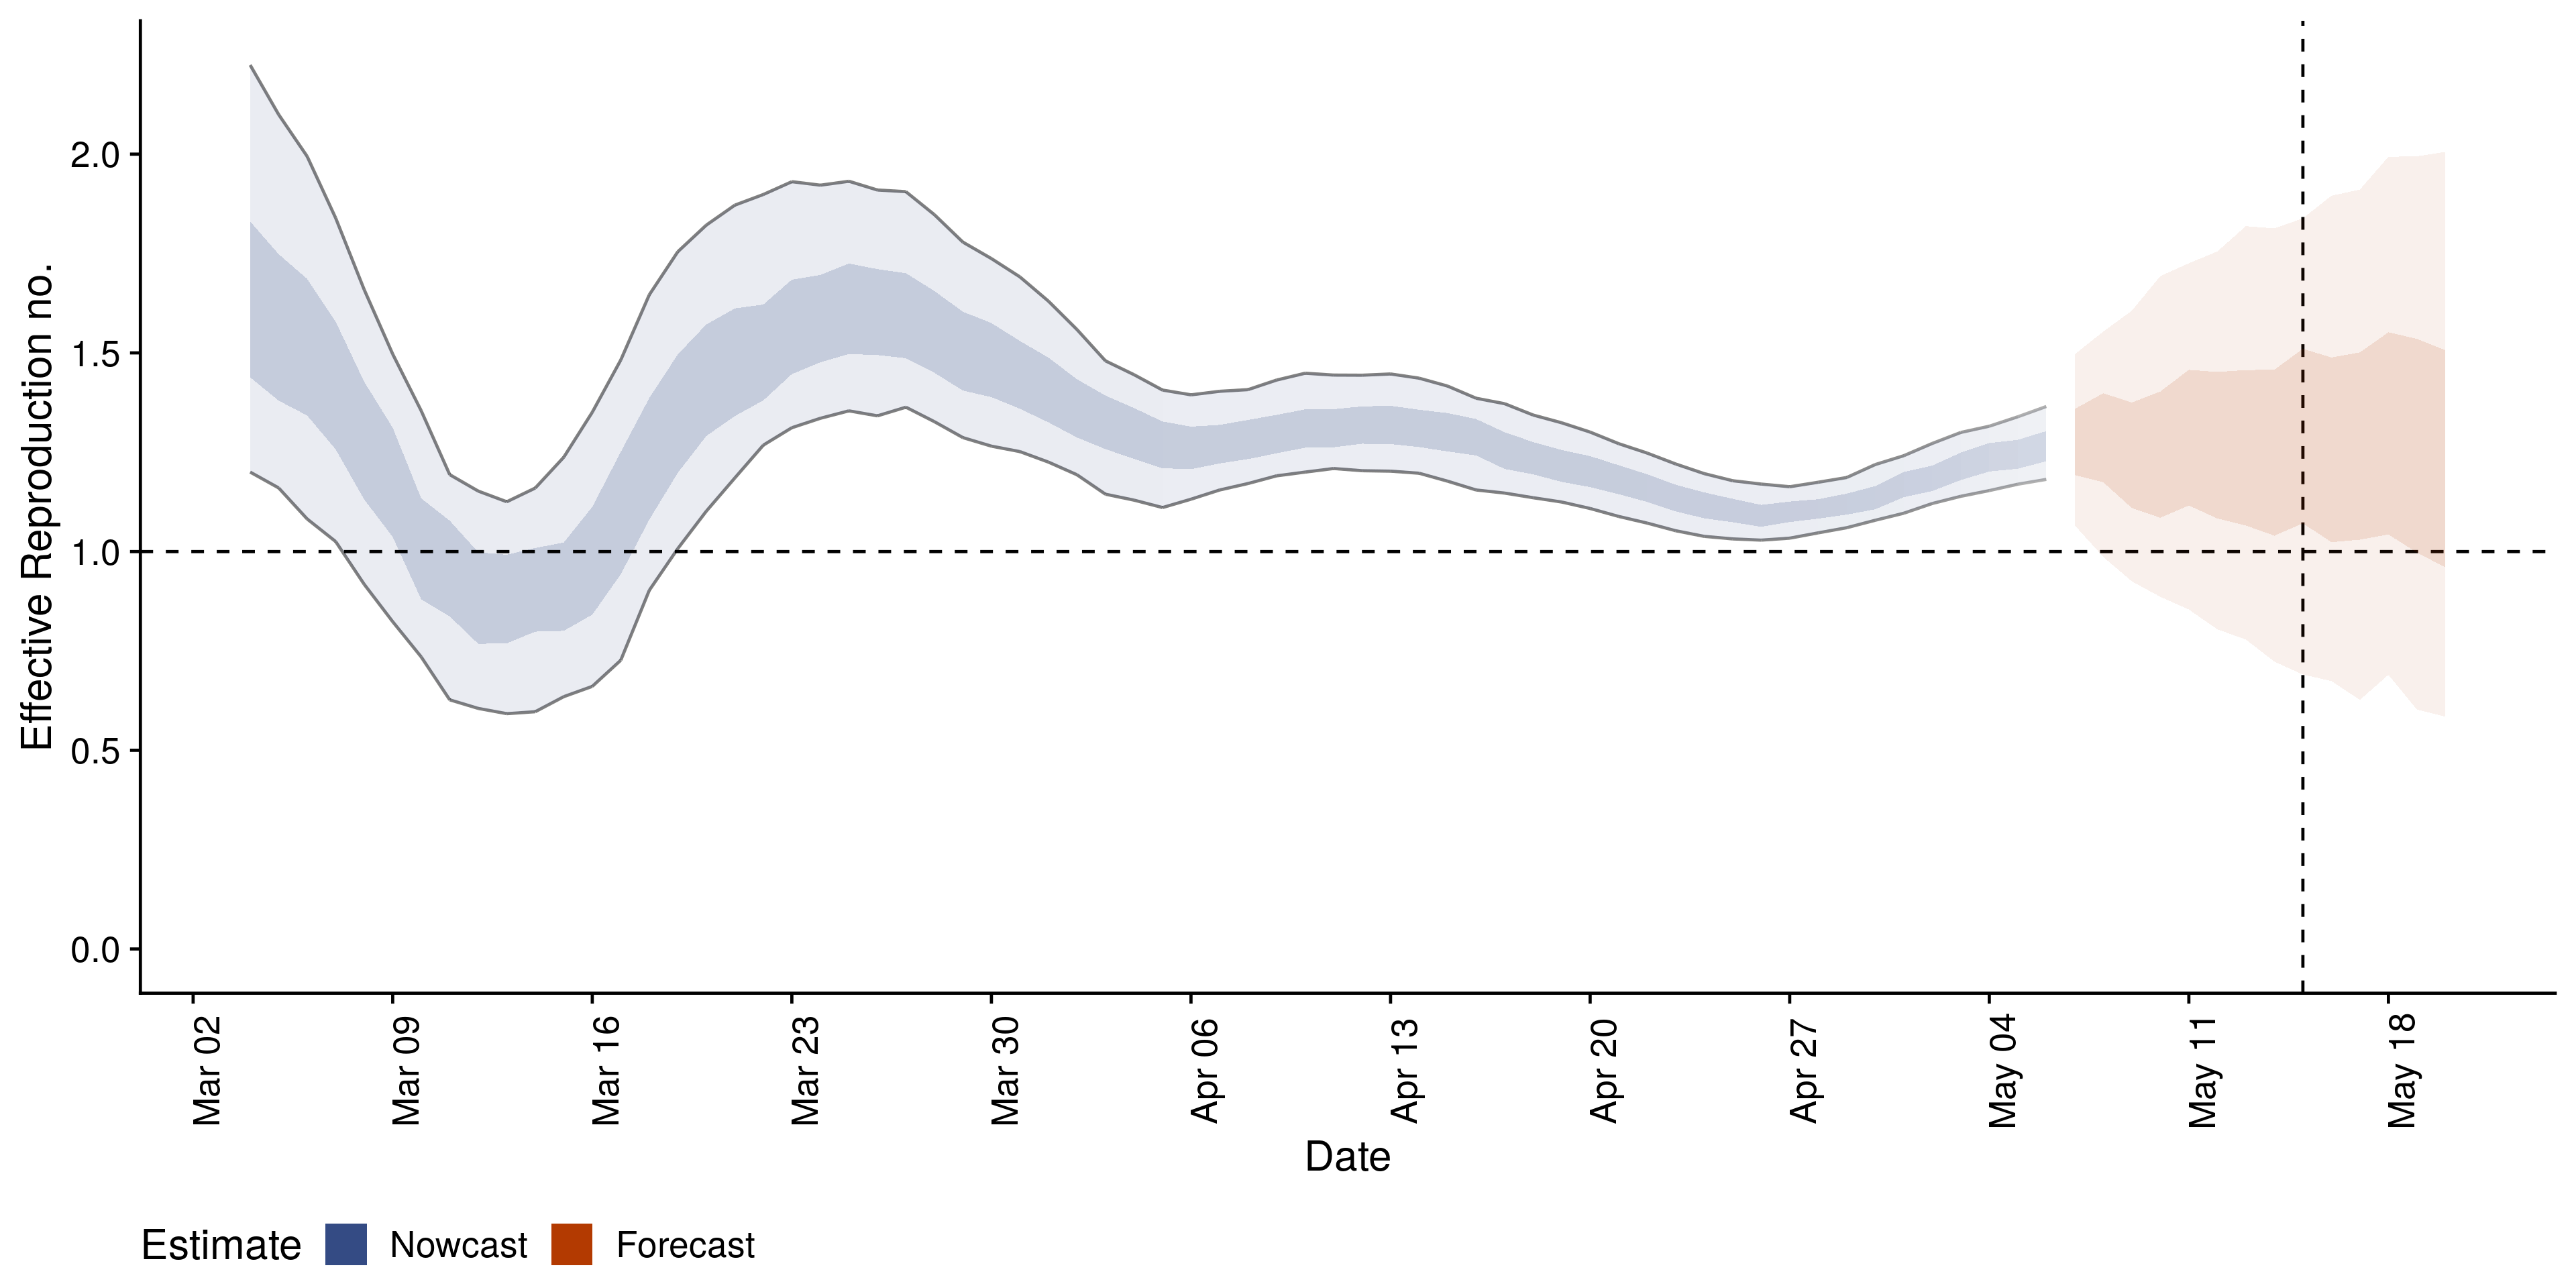 Effective Reproduction no.
2.0
1.5
1.0
0.5
0.0
Mar 02
Mar 09
Mar 16
Mar 23
Mar 30
Apr 06
Apr 13
Apr 20
Apr 27
May 04
May 11
May 18
Date
Estimate Nowcast Forecast